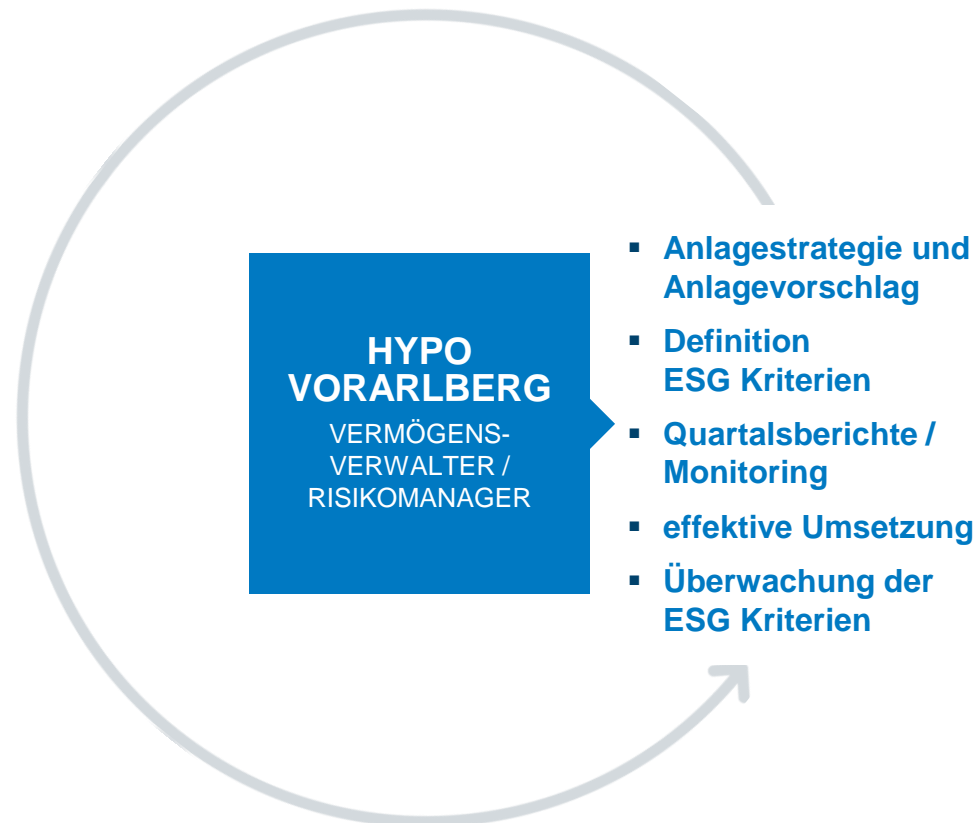 HYPO
VORARLBERG
VERMÖGENS-
VERWALTER /
RISIKOMANAGER
▪ Anlagestrategie und
Anlagevorschlag
▪ Definition
ESG Kriterien
▪ Quartalsberichte /
Monitoring
▪ effektive Umsetzung
▪ Überwachung der
ESG Kriterien